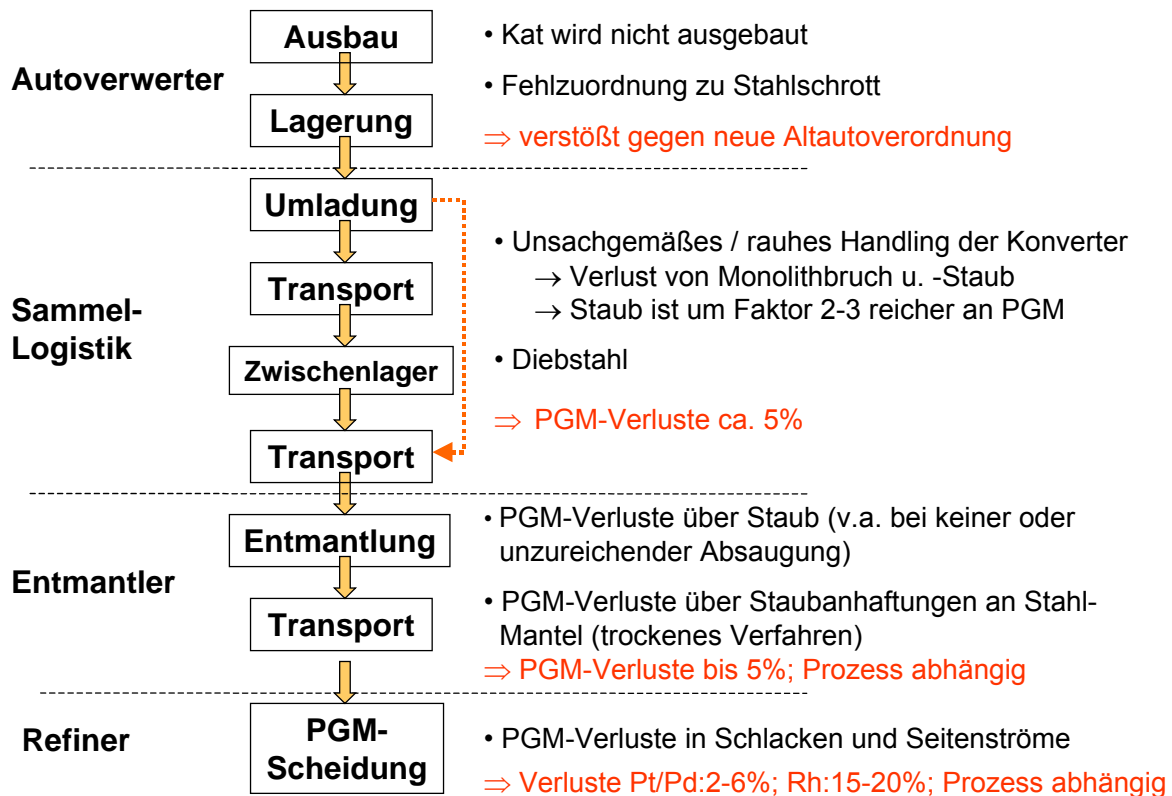 Autoverwerter
Ausbau
Lagerung
• Kat wird nicht ausgebaut
• Fehlzuordnung zu Stahlschrott
⇒ verstößt gegen neue Altautoverordnung
Sammel-
Logistik
Umladung
Transport
Zwischenlager
Transport
• Unsachgemäßes / rauhes Handling der Konverter
→ Verlust von Monolithbruch u. -Staub
→ Staub ist um Faktor 2-3 reicher an PGM
• Diebstahl
⇒ PGM-Verluste ca. 5%
Entmantler
Entmantlung
Transport
• PGM-Verluste über Staub (v.a. bei keiner oder
unzureichender Absaugung)
• PGM-Verluste über Staubanhaftungen an Stahl-
Mantel (trockenes Verfahren)
⇒ PGM-Verluste bis 5%; Prozess abhängig
Refiner
PGM-
Scheidung
• PGM-Verluste in Schlacken und Seitenströme
⇒ Verluste Pt/Pd:2-6%; Rh:15-20%; Prozess abhängig